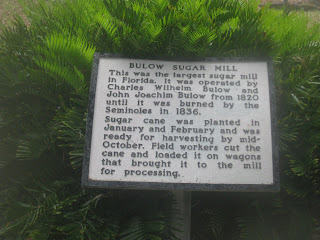 BULOW SUGAR MILL
This was the largest sugar mill
in Florida. It was operated by
Charles Wilhelm Bulow and
John Joachim Bulow from 1820
until it was burned by the
Seminoles in 1836.
Sugar cane was planted in
January and February and was
ready for harvesting by mid-
October. Field workers cut the
cane and loaded it on wagons
that brought it to the mill
for processing.